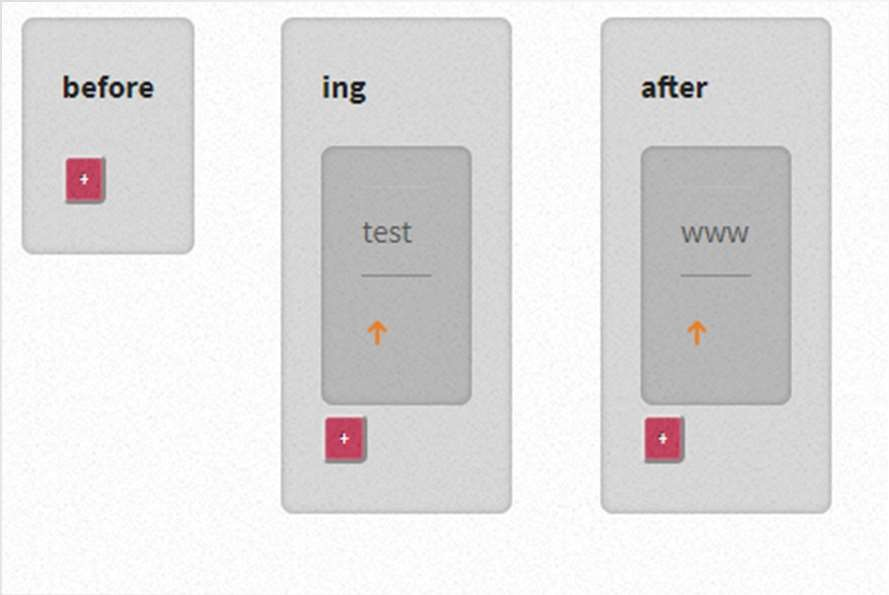 before
+
ing
test
+
after
www
+